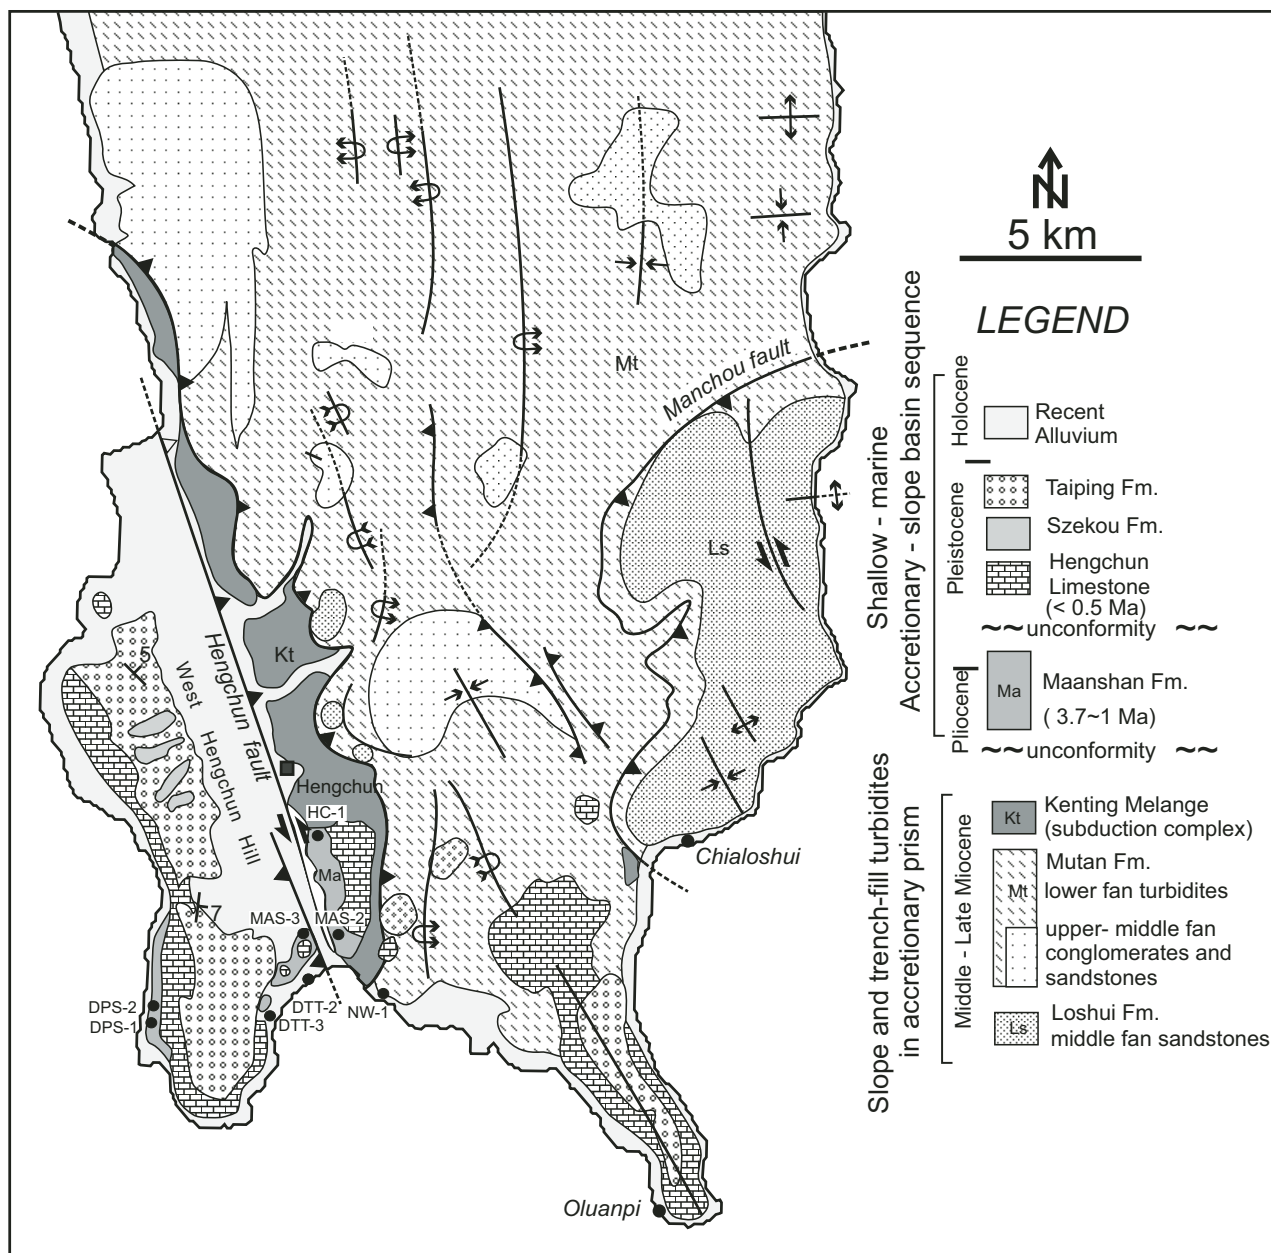 N
5 km
LEGEND
Mt
Manchou fault
Ls
Kt
5
West Hengchun Hill
Hengchun fault
Hengchun
HC-1
Ma
7
MAS-3
MAS-2
DPS-2
DPS-1
DTT-2
DTT-3
NW-1
Chialoshui
Oluanpi
Shallow - marine
Accretionary - slope basin sequence
Holocene
Recent
Alluvium
Pleistocene
Taiping Fm.
Szekou Fm.
Hengchun
Limestone
(< 0.5 Ma)
~~unconformity ~~
Pliocene
Ma
Maanshan Fm.
( 3.7~1 Ma)
~~unconformity ~~
Slope and trench-fill turbidites
in accretionary prism
Middle - Late Miocene
Kt
Kenting Melange
(subduction complex)
Mutan Fm.
Mt
lower fan turbidites
upper- middle fan
conglomerates and
sandstones
Ls
Loshui Fm.
middle fan sandstones